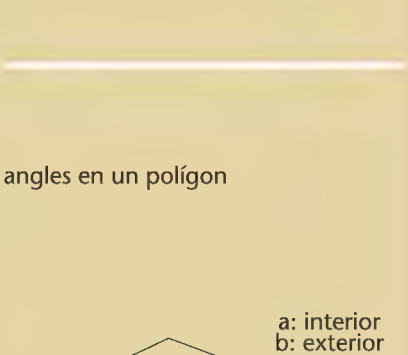 angles en un polígon
a: interior
b: exterior